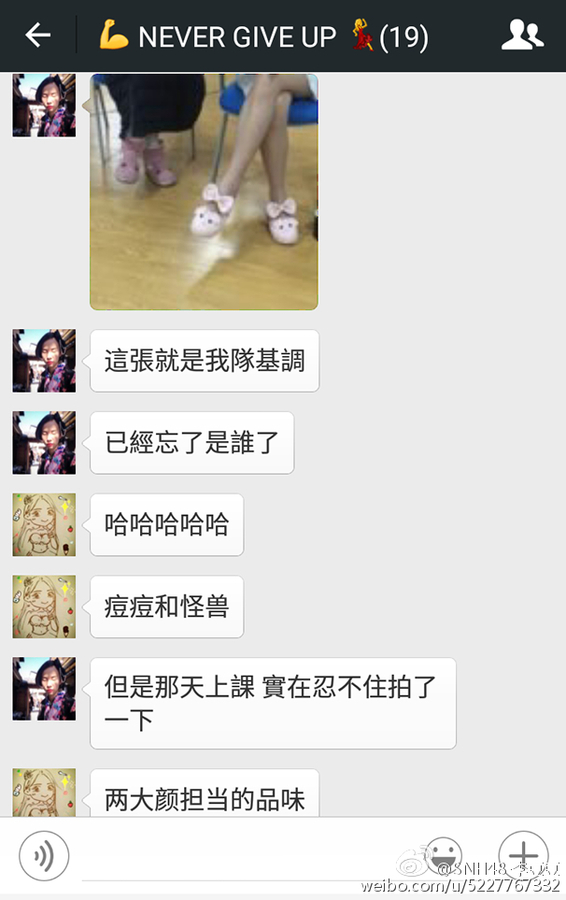 NEVER GIVE UP (19)
這張就是我隊基調
已經忘了是誰了
哈哈哈哈哈
痘痘和怪兽
但是那天上課 實在忍不住拍了
一下
两大颜担当的品味
weibo.com/u/5227767332